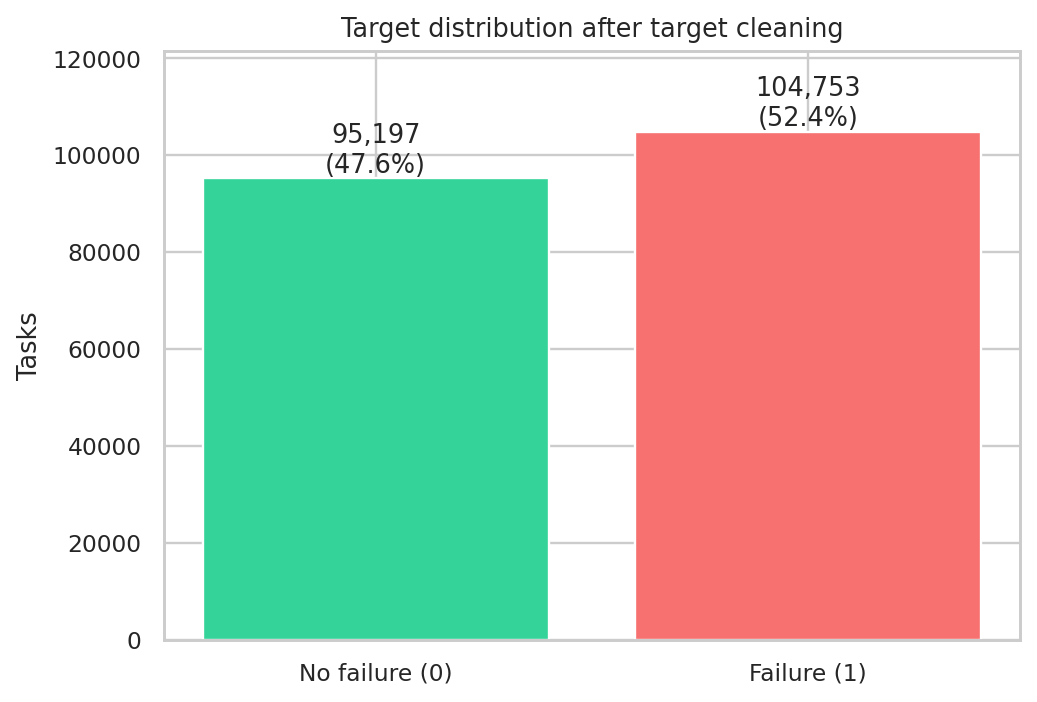 Target distribution after target cleaning
120000
100000
80000
60000
40000
20000
0
Tasks
95,197
(47.6%)
104,753
(52.4%)
No failure (0)
Failure (1)